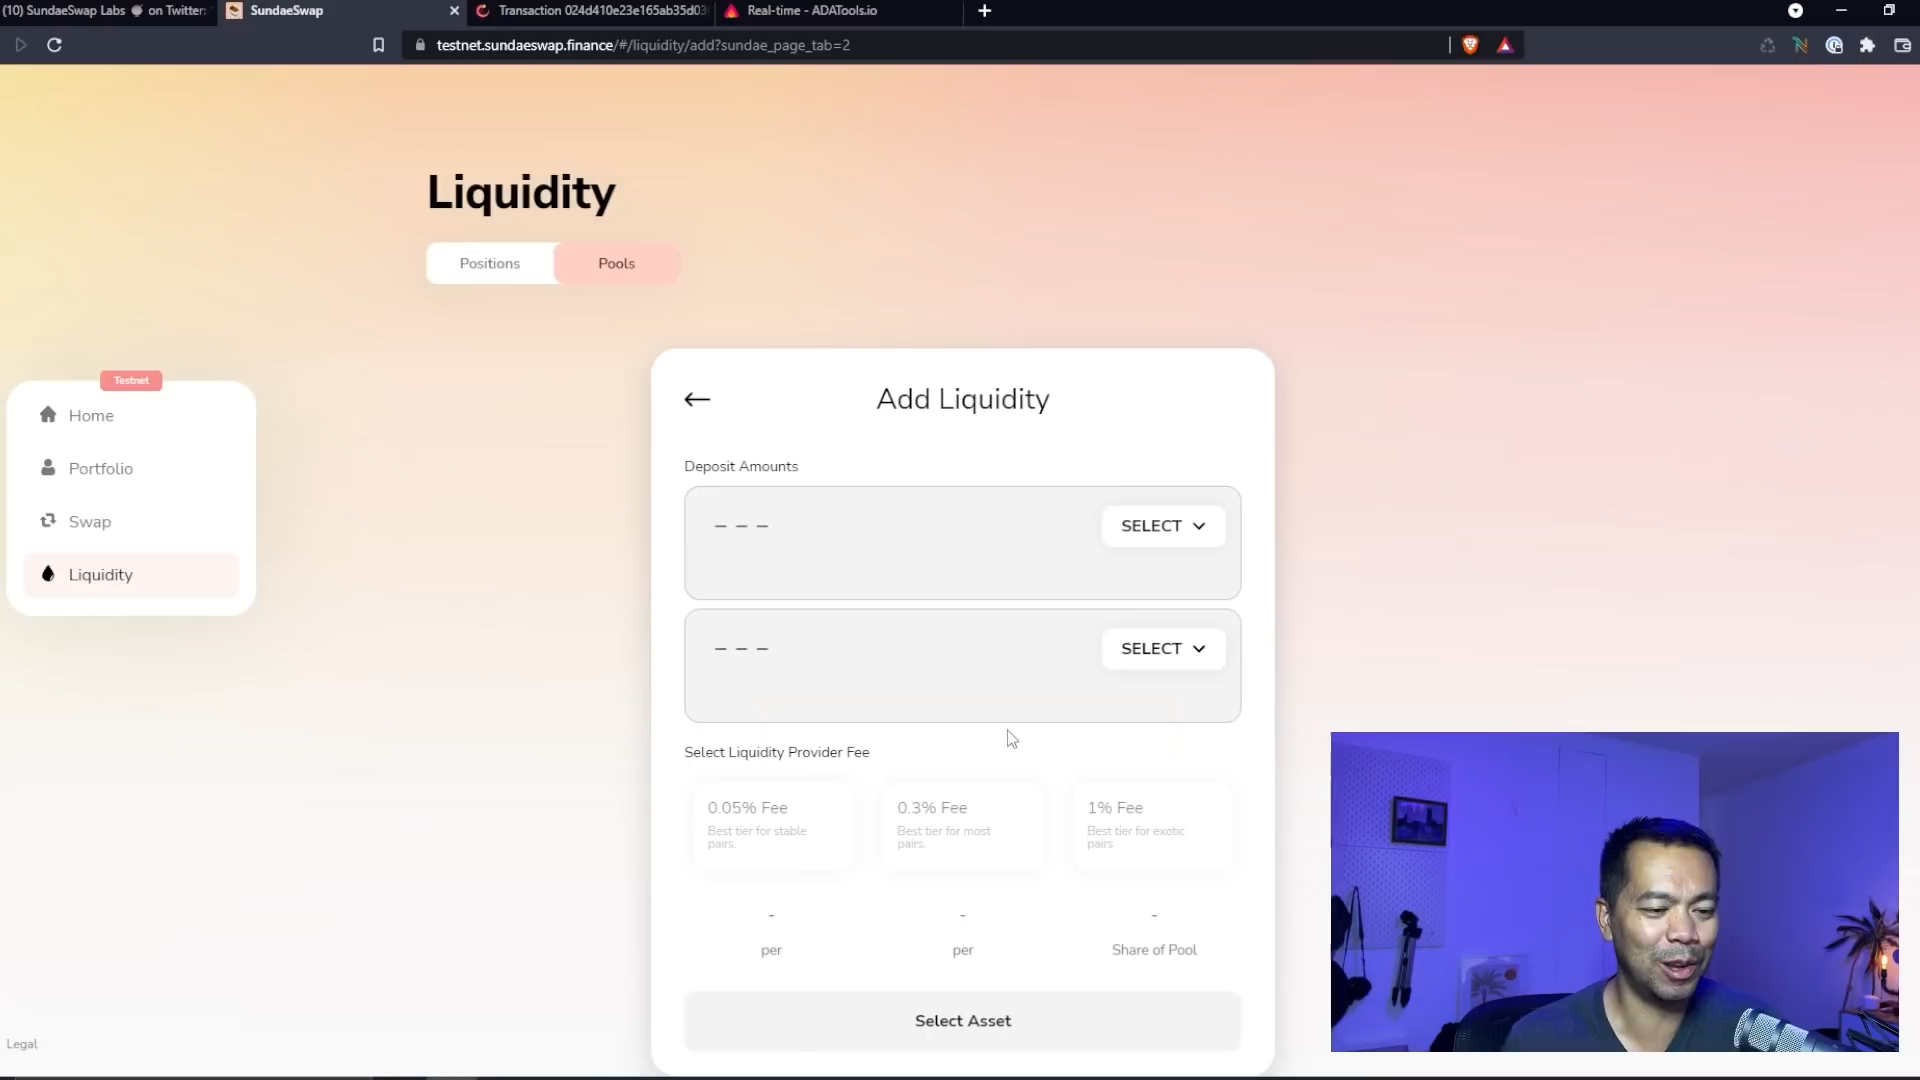 (10) SundaeSwap Labs 🍨 on Twitter:
SundaeSwap
Transaction 024d410e23e165ab35d03
Real-time - ADATools.io
testnet.sundaeswap.finance/#/liquidity/add?sundae_page_tab=2
Liquidity
Positions
Pools
Testnet
Home
Portfolio
Swap
Liquidity
Add Liquidity
Deposit Amounts
– – –
SELECT
– – –
SELECT
Select Liquidity Provider Fee
0.05% Fee
Best tier for stable
pairs.
0.3% Fee
Best tier for most
pairs.
1% Fee
Best tier for exotic
pairs
-
per
-
per
-
Share of Pool
Select Asset
Legal